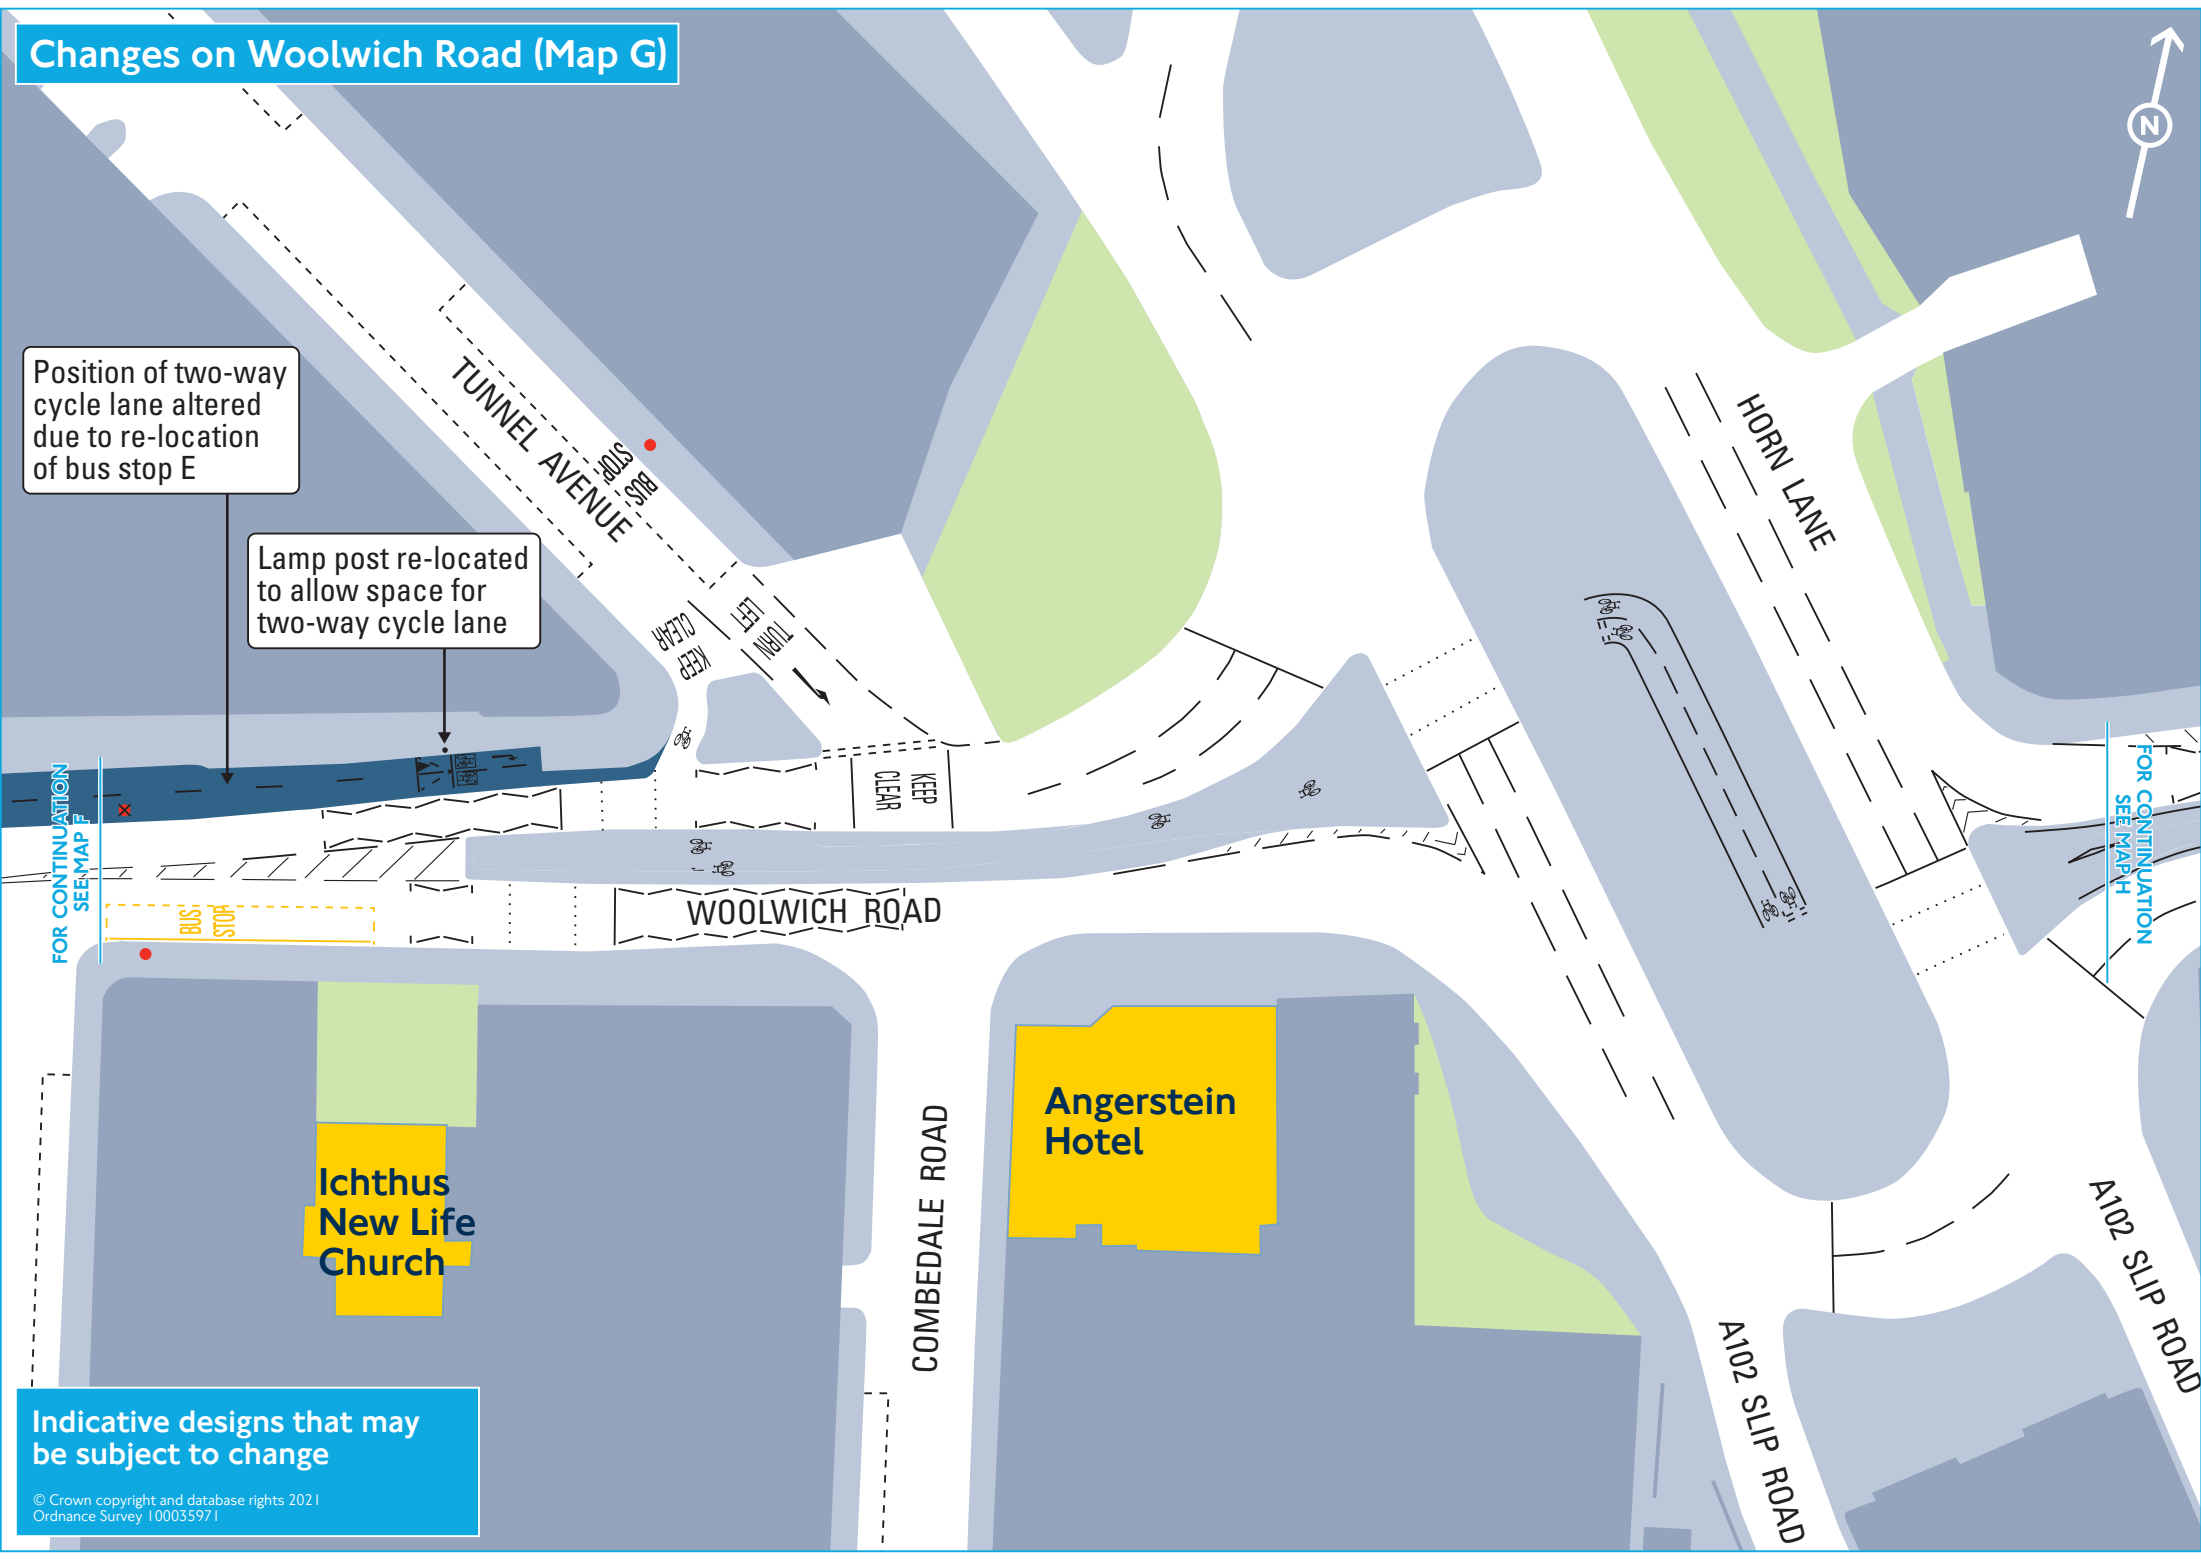 Changes on Woolwich Road (Map G)
N
Position of two-way
cycle lane altered
due to re-location
of bus stop E
Lamp post re-located
to allow space for
two-way cycle lane
TUNNEL AVENUE
BUS
STOP
HORN LANE
TURN
LEFT
KEEP
CLEAR
KEEP
CLEAR
FOR CONTINUATION
SEE MAP F
FOR CONTINUATION
SEE MAP H
BUS
STOP
WOOLWICH ROAD
Angerstein
Hotel
COMBEDALE ROAD
Ichthus
New Life
Church
A102 SLIP ROAD
A102 SLIP ROAD
Indicative designs that may
be subject to change
© Crown copyright and database rights 2021
Ordnance Survey 100035971